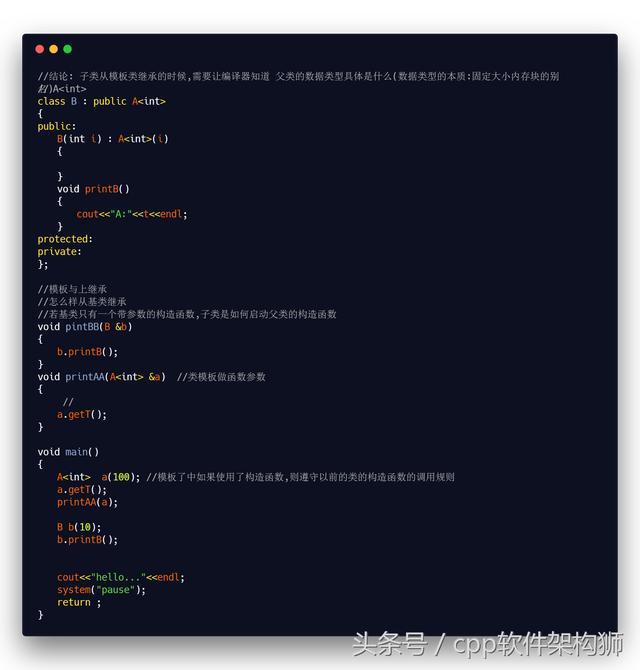 //结论: 子类从模板类继承的时候,需要让编译器知道 父类的数据类型具体是什么(数据类型的本质:固定大小内存块的别
)A<int>
class B : public A<int>
{
public:
B(int i) : A<int>(i)
{
}
void printB()
{
cout<<"A:"<<t<<endl;
}
protected:
private:
};
//模板与上继承
//怎么样从基类继承
//若基类只有一个带参数的构造函数,子类是如何启动父类的构造函数
void pintBB(B &b)
{
b.printB();
}
void printAA(A<int> &a) //类模板做函数参数
{
//
a.getT();
}
void main()
{
A<int> a(100); //模板了中如果使用了构造函数,则遵守以前的类的构造函数的调用规则
a.getT();
printAA(a);
B b(10);
b.printB();
cout<<"hello..."<<endl;
system("pause");
return ;
}
头条号 / cpp软件架构狮